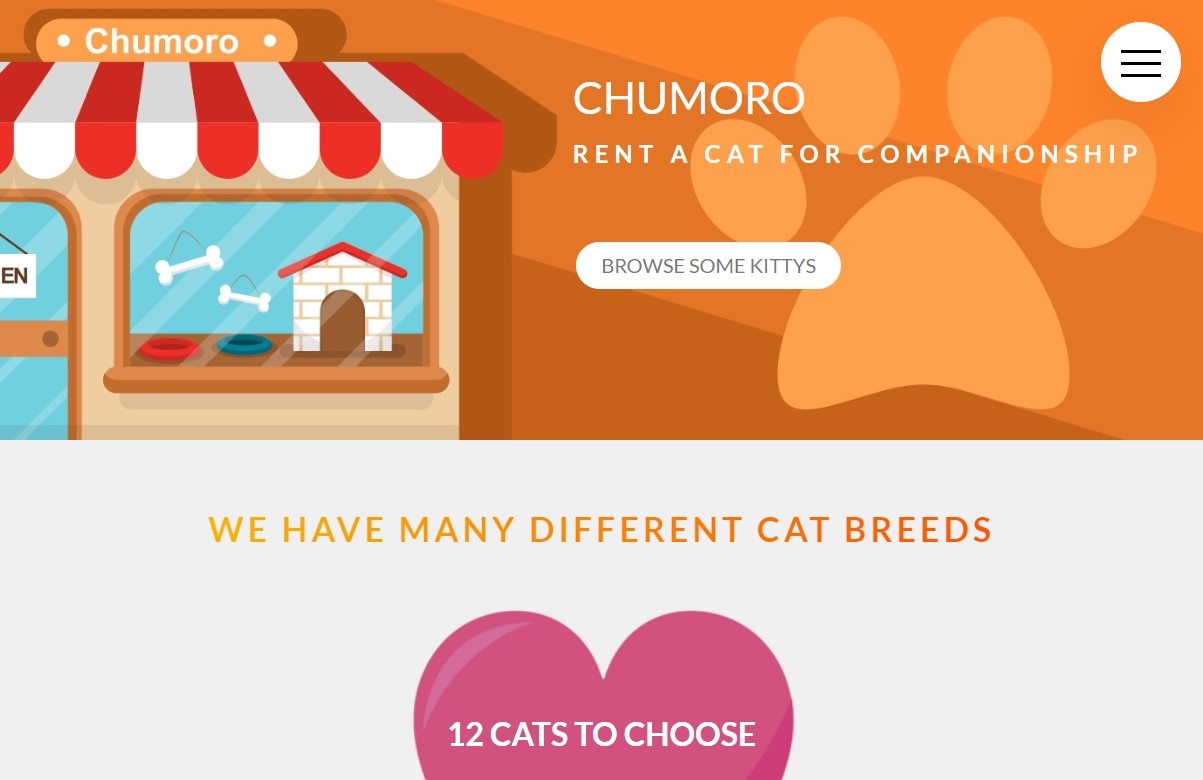 Chumoro
CHUMORO
RENT A CAT FOR COMPANIONSHIP
EN
BROWSE SOME KITTYS
WE HAVE MANY DIFFERENT CAT BREEDS
12 CATS TO CHOOSE